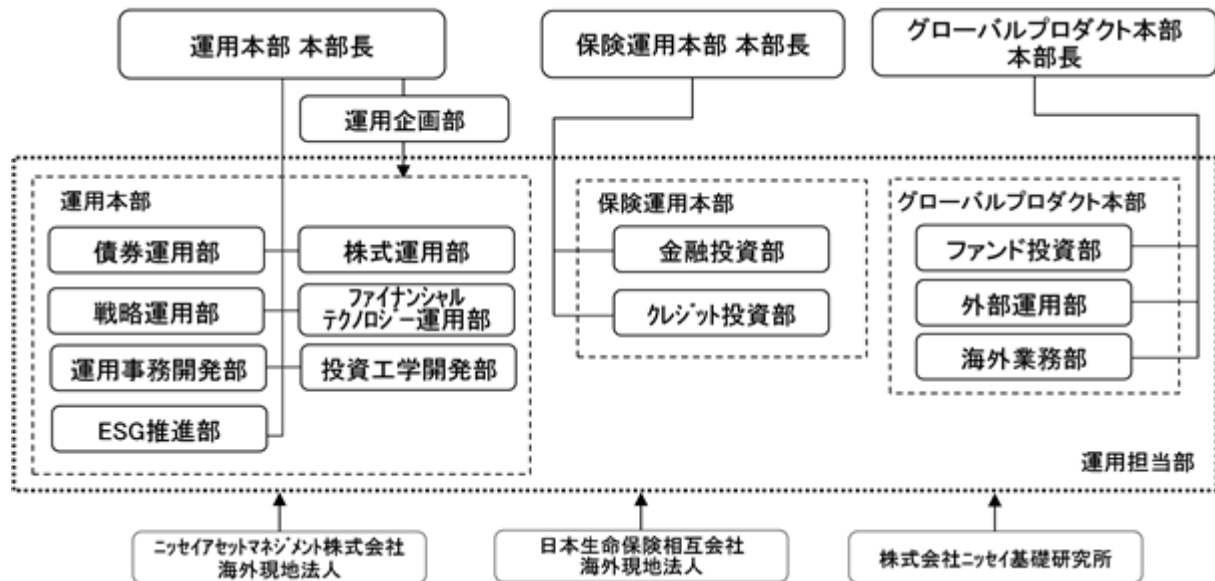 運用本部 本部長
保険運用本部 本部長
グローバルプロダクト本部
本部長
運用企画部
運用本部
債券運用部
株式運用部
戦略運用部
ファイナンシャル
テクノロジー運用部
運用事務開発部
投資工学開発部
ESG推進部
保険運用本部
金融投資部
クレジット投資部
グローバルプロダクト本部
ファンド投資部
外部運用部
海外業務部
運用担当部
ニッセイアセットマネジメント株式会社
海外現地法人
日本生命保険相互会社
海外現地法人
株式会社ニッセイ基礎研究所